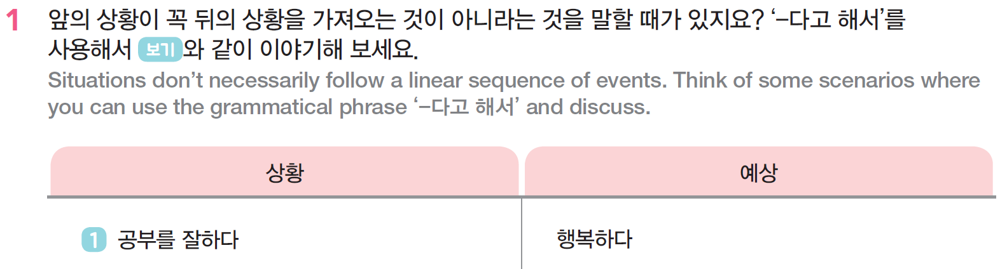 1 앞의 상황이 꼭 뒤의 상황을 가져오는 것이 아니라는 것을 말할 때가 있지요? ‘–다고 해서’를
사용해서 보기와 같이 이야기해 보세요.
Situations don’t necessarily follow a linear sequence of events. Think of some scenarios where
you can use the grammatical phrase ‘–다고 해서’ and discuss.
상황 예상
1 공부를 잘하다 행복하다